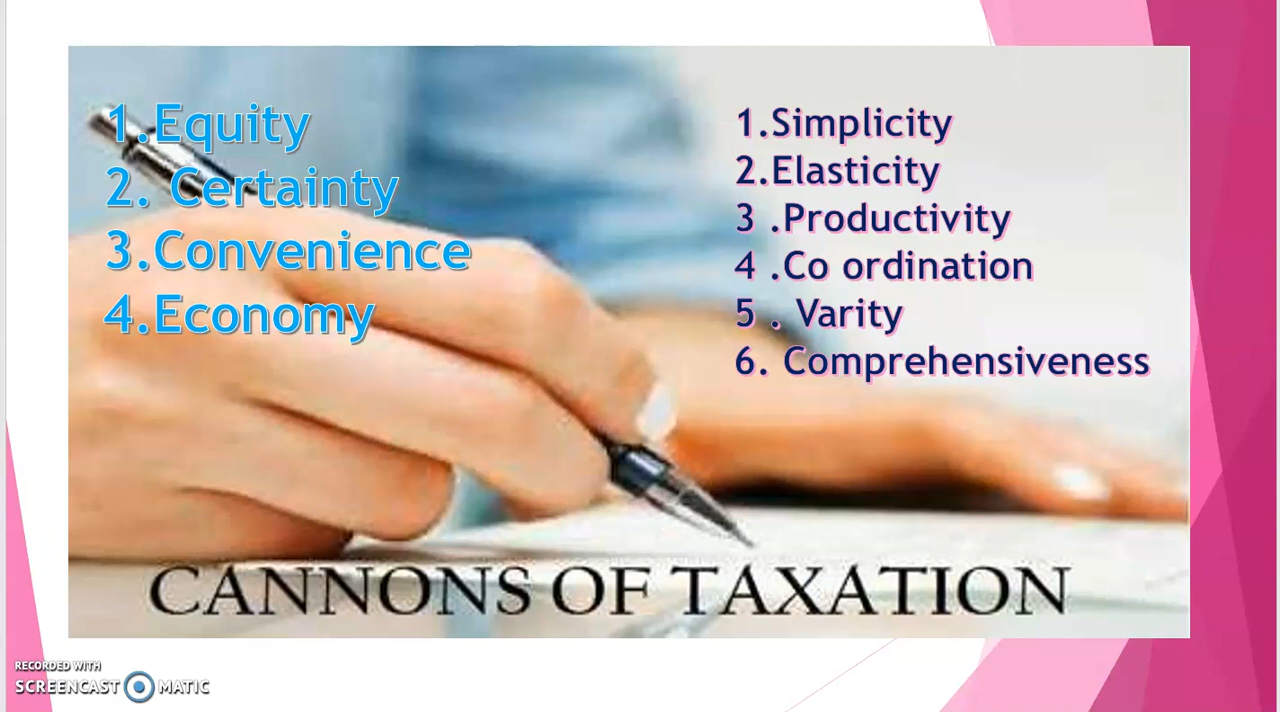 1.Equity
2. Certainty
3.Convenience
4.Economy
1.Simplicity
2.Elasticity
3 .Productivity
4 .Co ordination
5 . Varity
6. Comprehensiveness
CANNONS OF TAXATION
RECORDED WITH
SCREENCAST MATIC